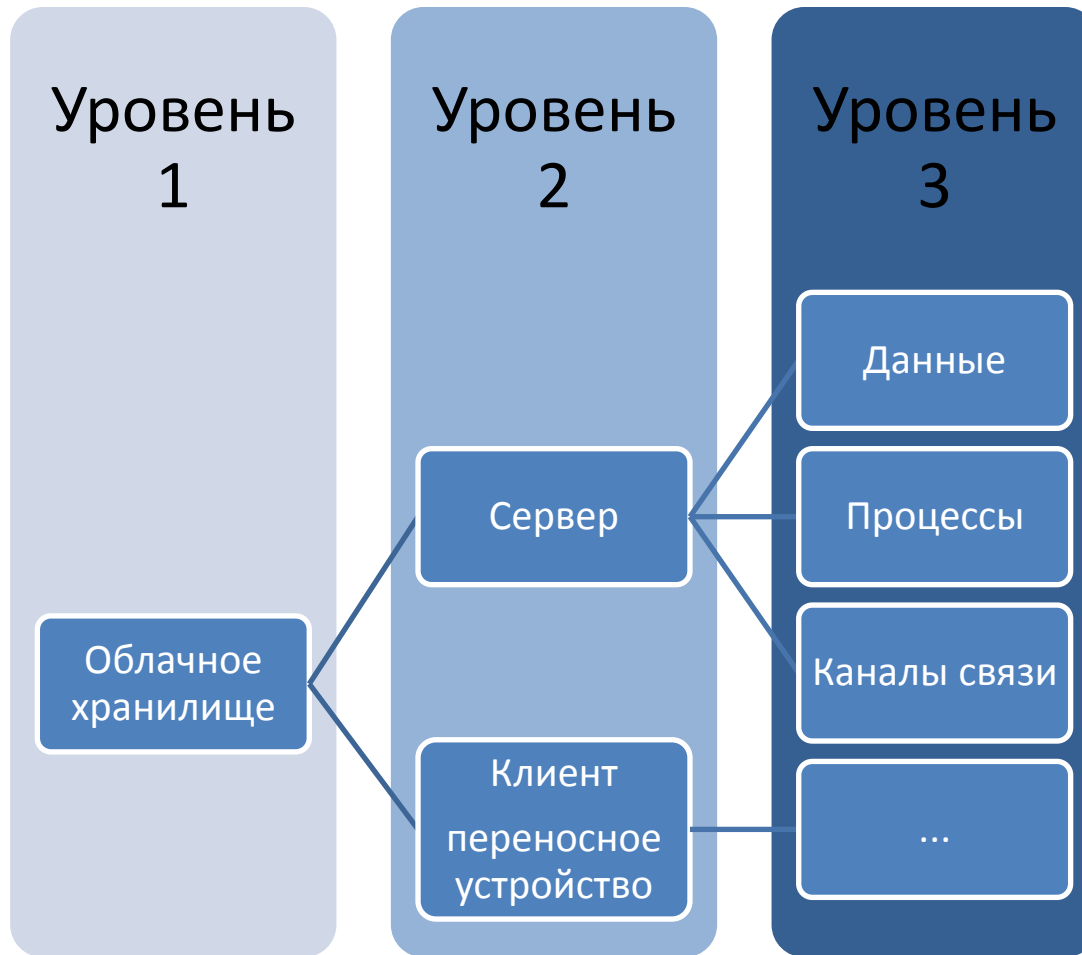 Уровень
1
Уровень
2
Уровень
3
Облачное
хранилище
Сервер
Клиент
переносное
устройство
Данные
Процессы
Каналы связи
...